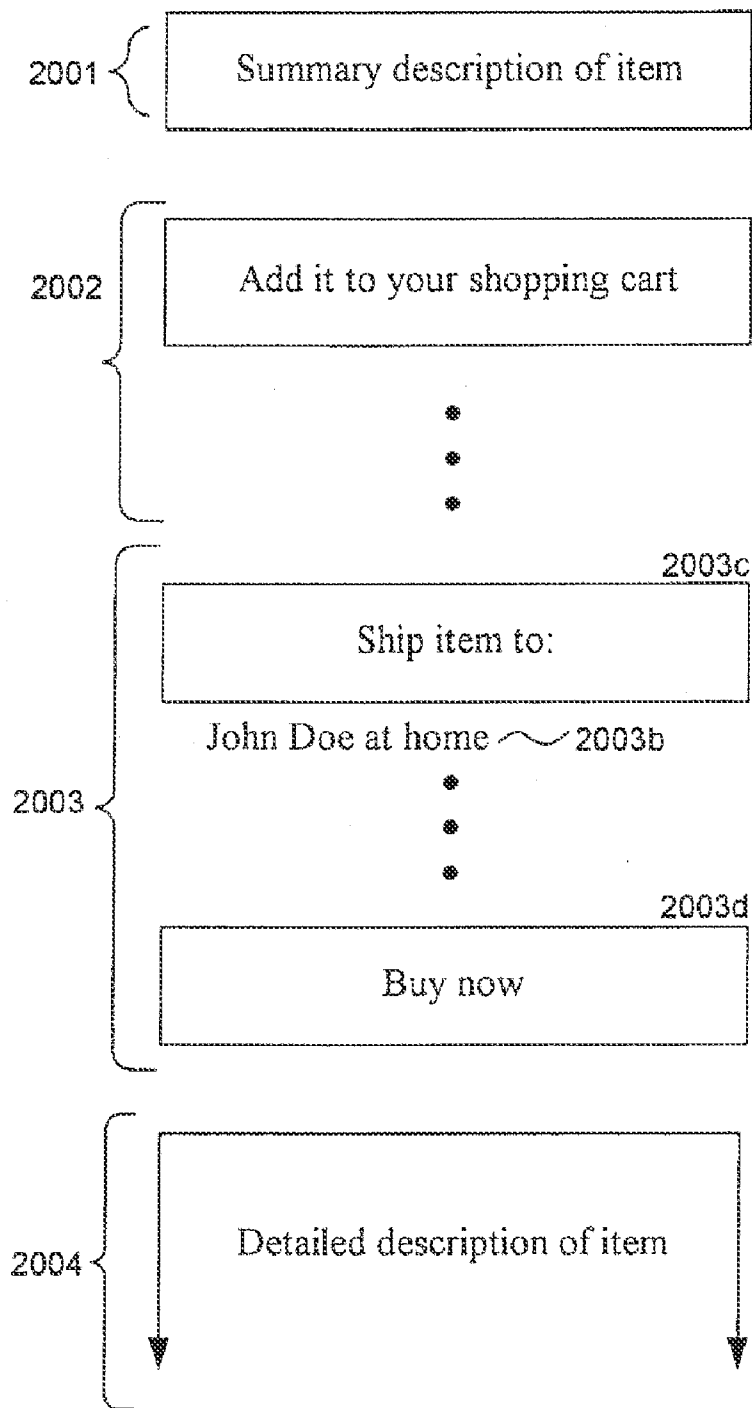 2001
Summary description of item
2002
Add it to your shopping cart
2003c
Ship item to:
John Doe at home 2003b
2003
2003d
Buy now
2004
Detailed description of item